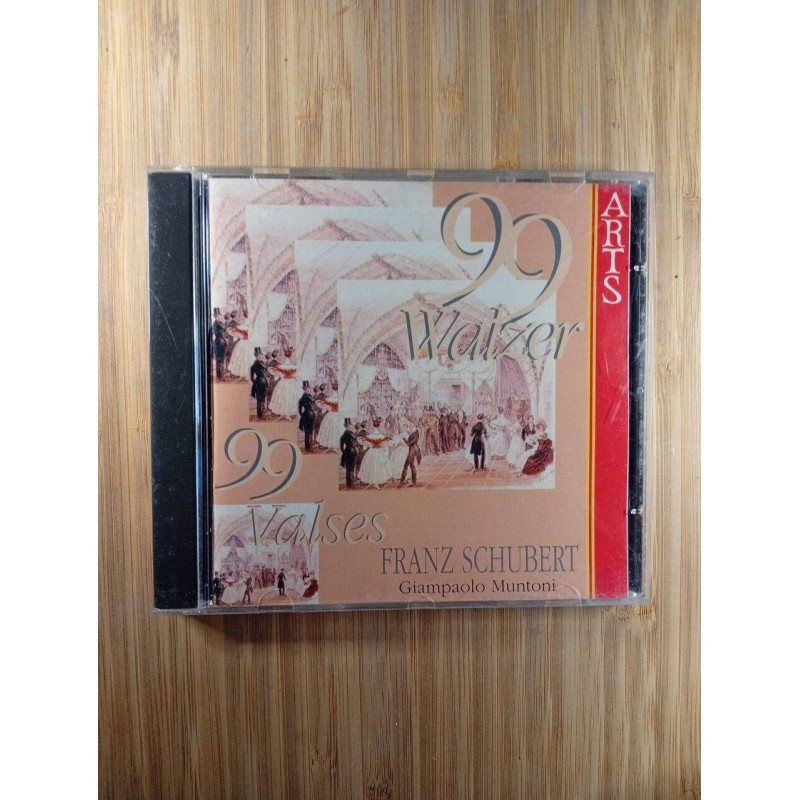 99
Walzer
99
Valses
FRANZ SCHUBERT
Giampaolo Muntoni
ARTS